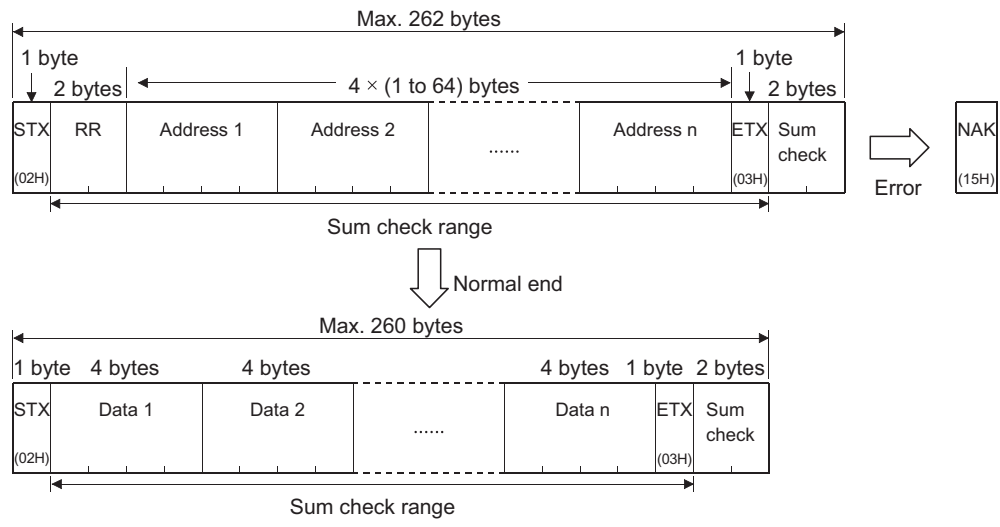 Max. 262 bytes
1 byte
2 bytes
4 × (1 to 64) bytes
1 byte
2 bytes
STX
(02H)
RR
Address 1
Address 2
......
Address n
ETX
(03H)
Sum
check
Error
NAK
(15H)
Sum check range
Normal end
Max. 260 bytes
1 byte
4 bytes
4 bytes
4 bytes
1 byte
2 bytes
STX
(02H)
Data 1
Data 2
......
Data n
ETX
(03H)
Sum
check
Sum check range